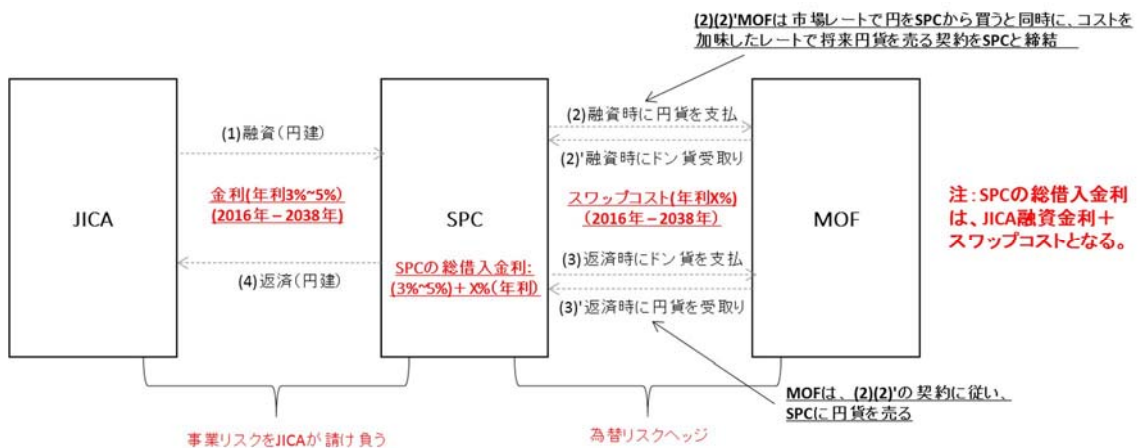 (2)(2)'MOFは市場レートで円をSPCから買うと同時に、コストを
加味したレートで将来円貨を売る契約をSPCと締結
(2)融資時に円貨を支払
(1)融資(円建)
(2)'融資時にドン貨受取り
金利(年利3%~5%)
(2016年-2038年)
スワップコスト(年利X%)
(2016年-2038年)
注:SPCの総借入金利
は、JICA融資金利+
スワップコストとなる。
JICA
SPC
MOF
(4)返済(円建)
SPCの総借入金利:
(3%~5%)+X%(年利)
(3)返済時にドン貨を支払
(3)'返済時に円貨を受取り
MOFは、(2)(2)'の契約に従い、
SPCに円貨を売る
事業リスクをJICAが請け負う
為替リスクヘッジ